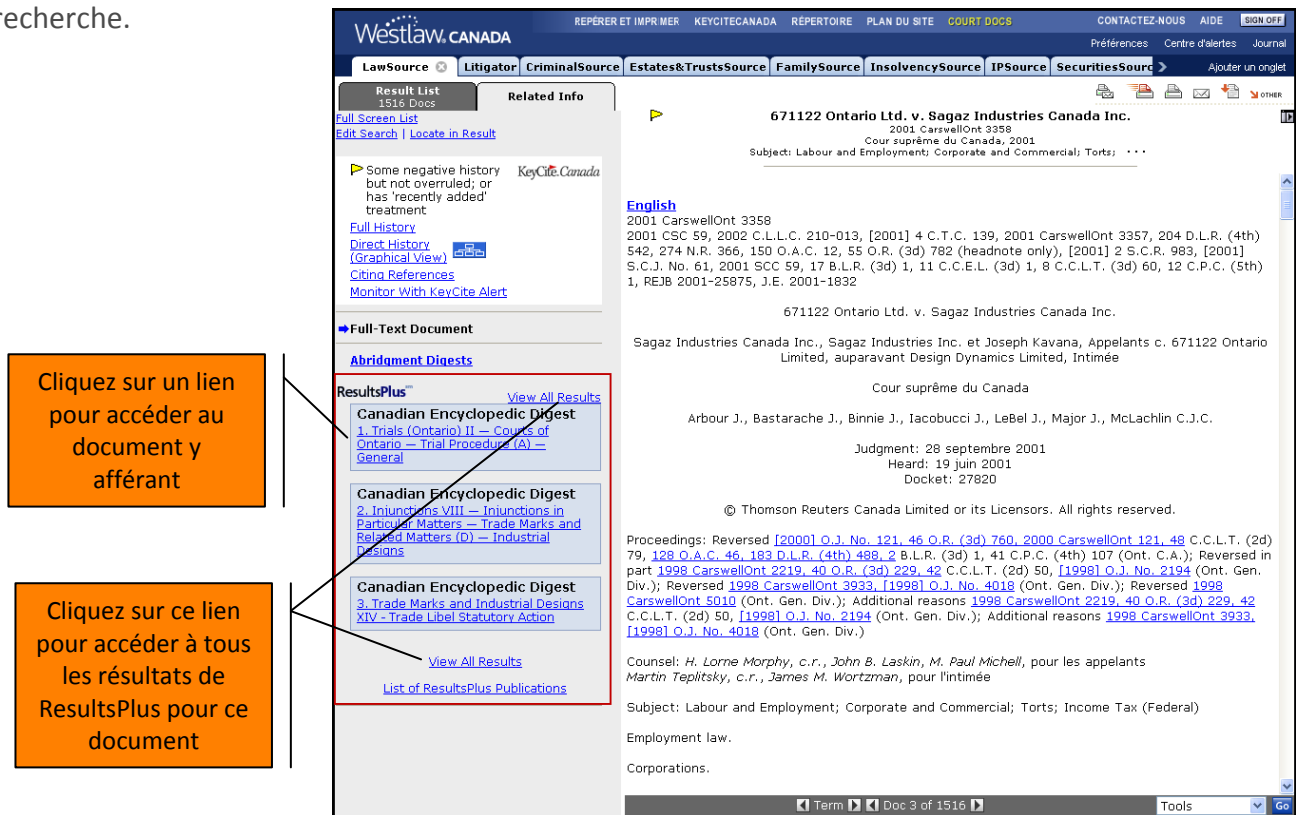 recherche.
Westlaw. CANADA
REPÉRER ET IMPRIMER KEYCITECANADA RÉPERTOIRE PLAN DU SITE COURT DOCS
CONTACTEZ-NOUS AIDE SIGN OFF
Préférences Centre d'alertes Journal
LawSource Litigator CriminalSource Estates&TrustsSource FamilySource InsolvencySource IPSource SecuritiesSourc Ajouter un onglet
Result List
1516 Docs
Related Info
OTHER
Full Screen List
Edit Search | Locate in Result
Some negative history
but not overruled; or
has 'recently added'
treatment
KeyCite.Canada
Full History
Direct History
(Graphical View)
Citing References
Monitor With KeyCite Alert
Full-Text Document
Abridgment Digests
ResultsPlus
View All Results
Canadian Encyclopedic Digest
1. Trials (Ontario) II — Courts of
Ontario — Trial Procedure (A) —
General
Canadian Encyclopedic Digest
2. Injunctions VIII — Injunctions in
Particular Matters — Trade Marks and
Related Matters (D) — Industrial
Designs
Canadian Encyclopedic Digest
3. Trade Marks and Industrial Designs
XIV - Trade Libel Statutory Action
View All Results
List of ResultsPlus Publications
Cliquez sur un lien
pour accéder au
document y
afférant
Cliquez sur ce lien
pour accéder à tous
les résultats de
ResultsPlus pour ce
document
671122 Ontario Ltd. v. Sagaz Industries Canada Inc.
2001 CarswellOnt 3358
Cour suprême du Canada, 2001
Subject: Labour and Employment; Corporate and Commercial; Torts; ···
English
2001 CarswellOnt 3358
2001 CSC 59, 2002 C.L.L.C. 210-013, [2001] 4 C.T.C. 139, 2001 CarswellOnt 3357, 204 D.L.R. (4th)
542, 274 N.R. 366, 150 O.A.C. 12, 55 O.R. (3d) 782 (headnote only), [2001] 2 S.C.R. 983, [2001]
S.C.J. No. 61, 2001 SCC 59, 17 B.L.R. (3d) 1, 11 C.C.E.L. (3d) 1, 8 C.C.L.T. (3d) 60, 12 C.P.C. (5th)
1, REJB 2001-25875, J.E. 2001-1832
671122 Ontario Ltd. v. Sagaz Industries Canada Inc.
Sagaz Industries Canada Inc., Sagaz Industries Inc. et Joseph Kavana, Appelants c. 671122 Ontario
Limited, auparavant Design Dynamics Limited, Intimée
Cour suprême du Canada
Arbour J., Bastarache J., Binnie J., Iacobucci J., LeBel J., Major J., McLachlin C.J.C.
Judgment: 28 septembre 2001
Heard: 19 juin 2001
Docket: 27820
© Thomson Reuters Canada Limited or its Licensors. All rights reserved.
Proceedings: Reversed [2000] O.J. No. 121, 46 O.R. (3d) 760, 2000 CarswellOnt 121, 48 C.C.L.T. (2d)
79, 128 O.A.C. 46, 183 D.L.R. (4th) 488, 2 B.L.R. (3d) 1, 41 C.P.C. (4th) 107 (Ont. C.A.); Reversed in
part 1998 CarswellOnt 2219, 40 O.R. (3d) 229, 42 C.C.L.T. (2d) 50, [1998] O.J. No. 2194 (Ont. Gen.
Div.); Reversed 1998 CarswellOnt 3933, [1998] O.J. No. 4018 (Ont. Gen. Div.); Reversed 1998
CarswellOnt 5010 (Ont. Gen. Div.); Additional reasons 1998 CarswellOnt 2219, 40 O.R. (3d) 229, 42
C.C.L.T. (2d) 50, [1998] O.J. No. 2194 (Ont. Gen. Div.); Additional reasons 1998 CarswellOnt 3933,
[1998] O.J. No. 4018 (Ont. Gen. Div.)
Counsel: H. Lorne Morphy, c.r., John B. Laskin, M. Paul Michell, pour les appelants
Martin Teplitsky, c.r., James M. Wortzman, pour l'intimée
Subject: Labour and Employment; Corporate and Commercial; Torts; Income Tax (Federal)
Employment law.
Corporations.
Term Doc 3 of 1516
Tools Go